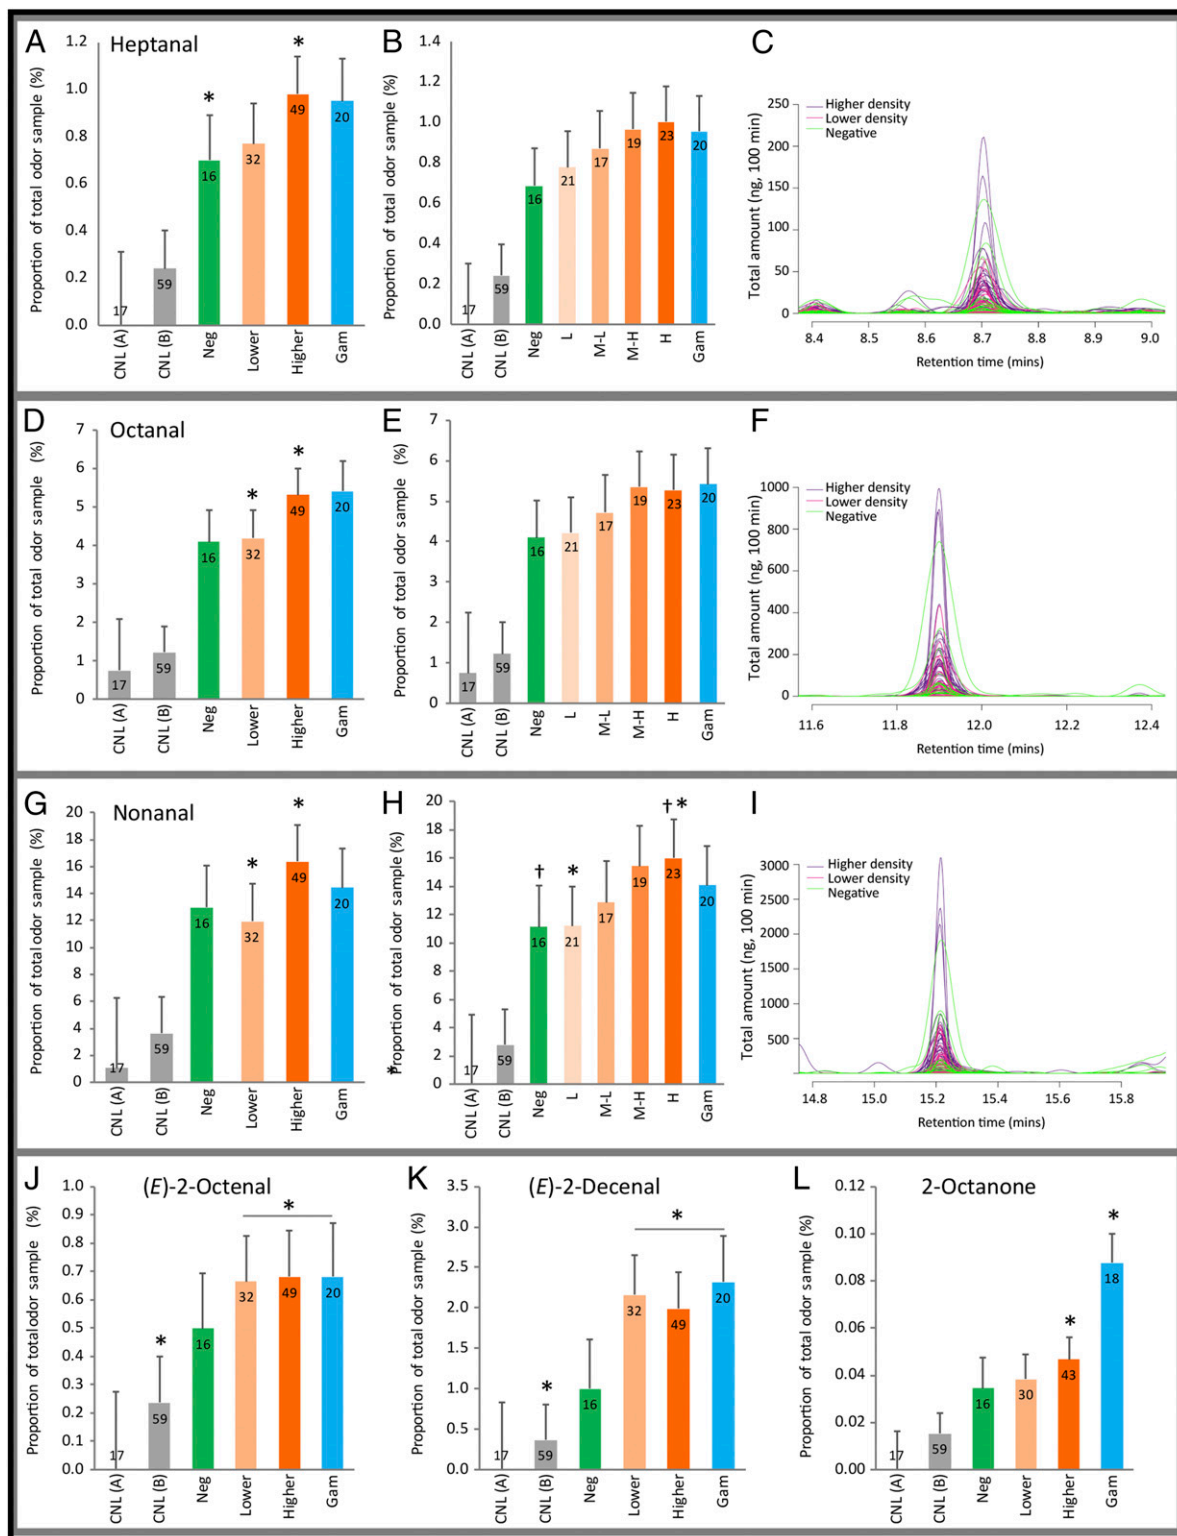 A
Heptanal
Proportion of total odor sample (%)
1.2
1.0
0.8
0.6
0.4
0.2
0.0
* *
17 59 16 32 49 20
CNL (A) CNL (B) Neg Lower Higher Gam
B
Proportion of total odor sample (%)
1.4
1.2
1.0
0.8
0.6
0.4
0.2
0.0
17 59 16 21 17 19 23 20
CNL (A) CNL (B) Neg L M-L M-H H Gam
C
Total amount (ng, 100 min)
250
200
150
100
50
0
Higher density
Lower density
Negative
8.4 8.5 8.6 8.7 8.8 8.9 9.0
Retention time (mins)
D
Octanal
Proportion of total odor sample (%)
7
6
5
4
3
2
1
0
* *
17 59 16 32 49 20
CNL (A) CNL (B) Neg Lower Higher Gam
E
Proportion of total odor sample (%)
7
6
5
4
3
2
1
0
17 59 16 21 17 19 23 20
CNL (A) CNL (B) Neg L M-L M-H H Gam
F
Total amount (ng, 100 min)
1000
800
600
400
200
0
Higher density
Lower density
Negative
11.6 11.8 12.0 12.2 12.4
Retention time (mins)
G
Nonanal
Proportion of total odor sample (%)
20
18
16
14
12
10
8
6
4
2
0
* *
17 59 16 32 49 20
CNL (A) CNL (B) Neg Lower Higher Gam
H
Proportion of total odor sample (%)
*
20
18
16
14
12
10
8
6
4
2
0
† * †*
17 59 16 21 17 19 23 20
CNL (A) CNL (B) Neg L M-L M-H H Gam
I
Total amount (ng, 100 min)
3000
2500
2000
1500
1000
500
Higher density
Lower density
Negative
14.8 15.0 15.2 15.4 15.6 15.8
Retention time (mins)
J
(E)-2-Octenal
Proportion of total odor sample (%)
1.0
0.9
0.8
0.7
0.6
0.5
0.4
0.3
0.2
0.1
0.0
* *
17 59 16 32 49 20
CNL (A) CNL (B) Neg Lower Higher Gam
K
(E)-2-Decenal
Proportion of total odor sample (%)
3.5
3.0
2.5
2.0
1.5
1.0
0.5
0.0
* *
17 59 16 32 49 20
CNL (A) CNL (B) Neg Lower Higher Gam
L
2-Octanone
Proportion of total odor sample (%)
0.12
0.10
0.08
0.06
0.04
0.02
0.00
* *
17 59 16 30 43 18
CNL (A) CNL (B) Neg Lower Higher Gam